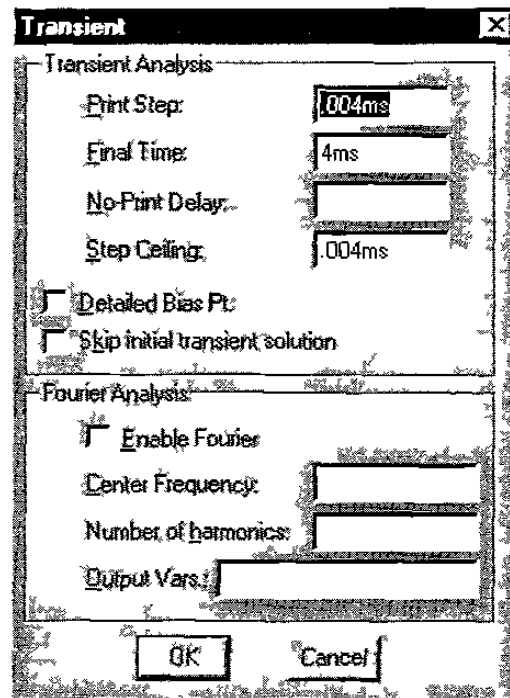 Transient
Transient Analysis
Print Step: .004ms
Final Time: 4ms
No-Print Delay:
Step Ceiling: .004ms
Detailed Bias Pt.
Skip initial transient solution
Fourier Analysis
Enable Fourier
Center Frequency:
Number of harmonics:
Output Vars.:
OK Cancel